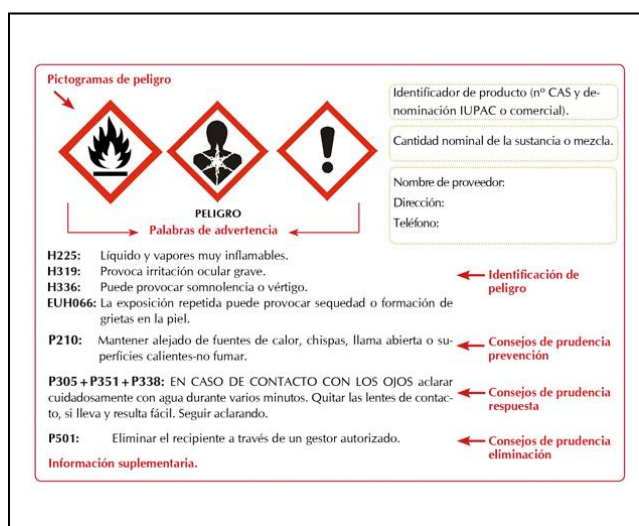 Pictogramas de peligro
Identificador de producto (nº CAS y de-
nominación IUPAC o comercial).
Cantidad nominal de la sustancia o mezcla.
Nombre de proveedor:
Dirección:
Teléfono:
PELIGRO
Palabras de advertencia
H225: Líquido y vapores muy inflamables.
H319: Provoca irritación ocular grave.
H336: Puede provocar somnolencia o vértigo.
EUH066: La exposición repetida puede provocar sequedad o formación de
grietas en la piel.
Identificación de
peligro
P210: Mantener alejado de fuentes de calor, chispas, llama abierta o su-
perficies calientes-no fumar.
Consejos de prudencia
prevención
P305 + P351 + P338: EN CASO DE CONTACTO CON LOS OJOS aclarar
cuidadosamente con agua durante varios minutos. Quitar las lentes de contac-
to, si lleva y resulta fácil. Seguir aclarando.
Consejos de prudencia
respuesta
P501: Eliminar el recipiente a través de un gestor autorizado.
Consejos de prudencia
eliminación
Información suplementaria.